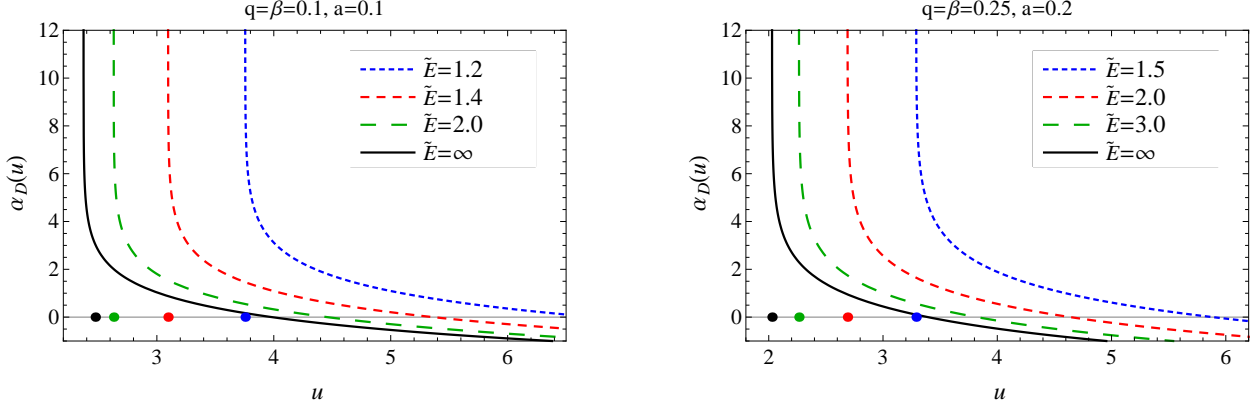 q=β=0.1, a=0.1
12
10
8
6
4
2
0
α_D(u)
Ẽ=1.2
Ẽ=1.4
Ẽ=2.0
Ẽ=∞
3 4 5 6
u
q=β=0.25, a=0.2
12
10
8
6
4
2
0
α_D(u)
Ẽ=1.5
Ẽ=2.0
Ẽ=3.0
Ẽ=∞
2 3 4 5 6
u